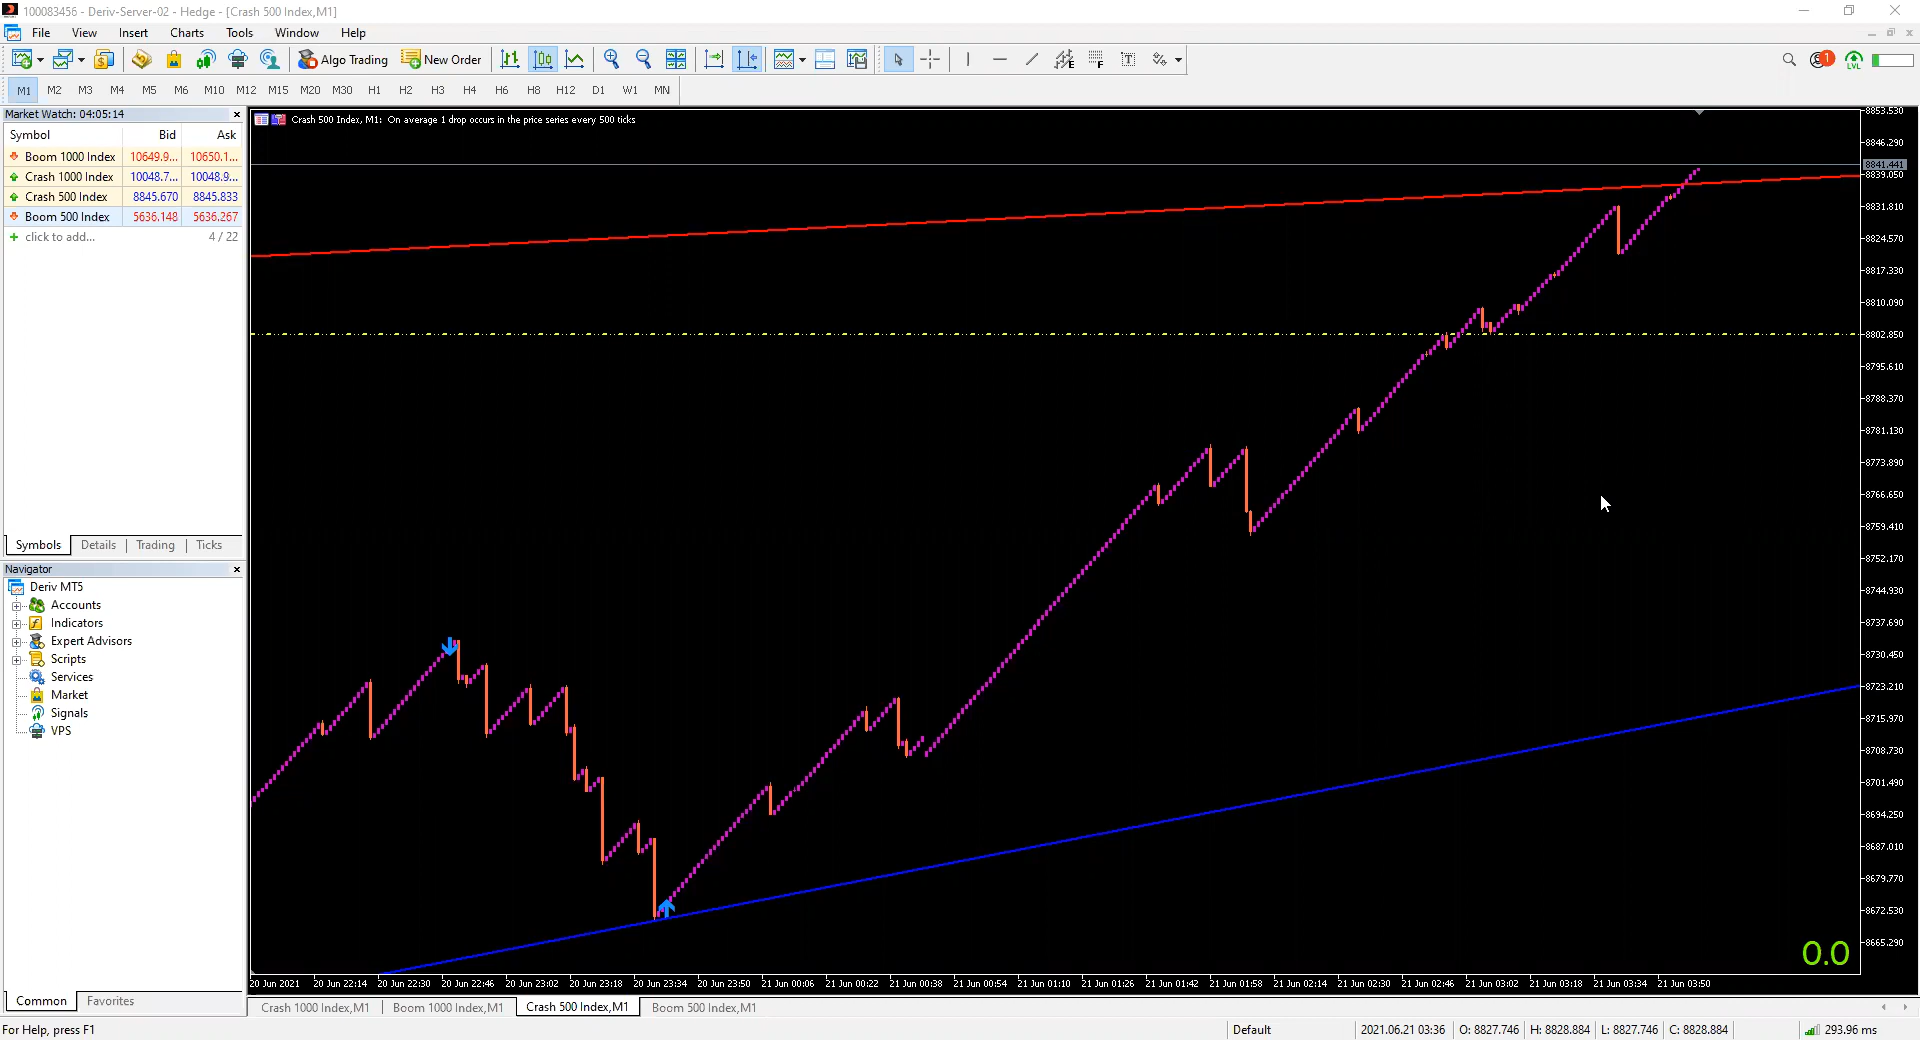 100083456 - Deriv-Server-02 - Hedge - [Crash 500 Index,M1]
File View Insert Charts Tools Window Help
Algo Trading New Order
1
LVL
M1 M2 M3 M4 M5 M6 M10 M12 M15 M20 M30 H1 H2 H3 H4 H6 H8 H12 D1 W1 MN
Market Watch: 04:05:14
Symbol Bid Ask
Boom 1000 Index 10649.9... 10650.1...
Crash 1000 Index 10048.7... 10048.9...
Crash 500 Index 8845.670 8845.833
Boom 500 Index 5636.148 5636.267
click to add... 4 / 22
Symbols Details Trading Ticks
Navigator
Deriv MT5
Accounts
Indicators
Expert Advisors
Scripts
Services
Market
Signals
VPS
Common Favorites
Crash 500 Index, M1: On average 1 drop occurs in the price series every 500 ticks
8853.530
8846.290
8841.441
8839.050
8831.810
8824.570
8817.330
8810.090
8802.850
8795.610
8788.370
8781.130
8773.890
8766.650
8759.410
8752.170
8744.930
8737.690
8730.450
8723.210
8715.970
8708.730
8701.490
8694.250
8687.010
8679.770
8672.530
8665.290
0.0
20 Jun 2021 20 Jun 22:14 20 Jun 22:30 20 Jun 22:46 20 Jun 23:02 20 Jun 23:18 20 Jun 23:34 20 Jun 23:50 21 Jun 00:06 21 Jun 00:22 21 Jun 00:38 21 Jun 00:54 21 Jun 01:10 21 Jun 01:26 21 Jun 01:42 21 Jun 01:58 21 Jun 02:14 21 Jun 02:30 21 Jun 02:46 21 Jun 03:02 21 Jun 03:18 21 Jun 03:34 21 Jun 03:50
Crash 1000 Index,M1 Boom 1000 Index,M1 Crash 500 Index,M1 Boom 500 Index,M1
For Help, press F1 Default 2021.06.21 03:36 O: 8827.746 H: 8828.884 L: 8827.746 C: 8828.884 293.96 ms